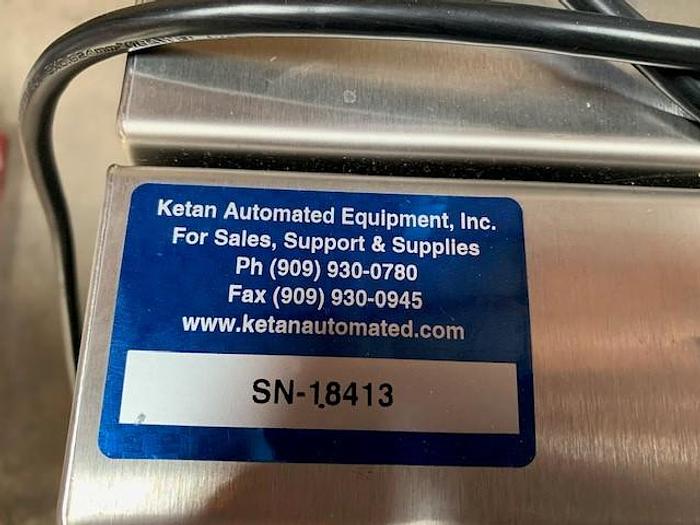 Ketan Automated Equipment, Inc.
For Sales, Support & Supplies
Ph (909) 930-0780
Fax (909) 930-0945
www.ketanautomated.com
SN-18413